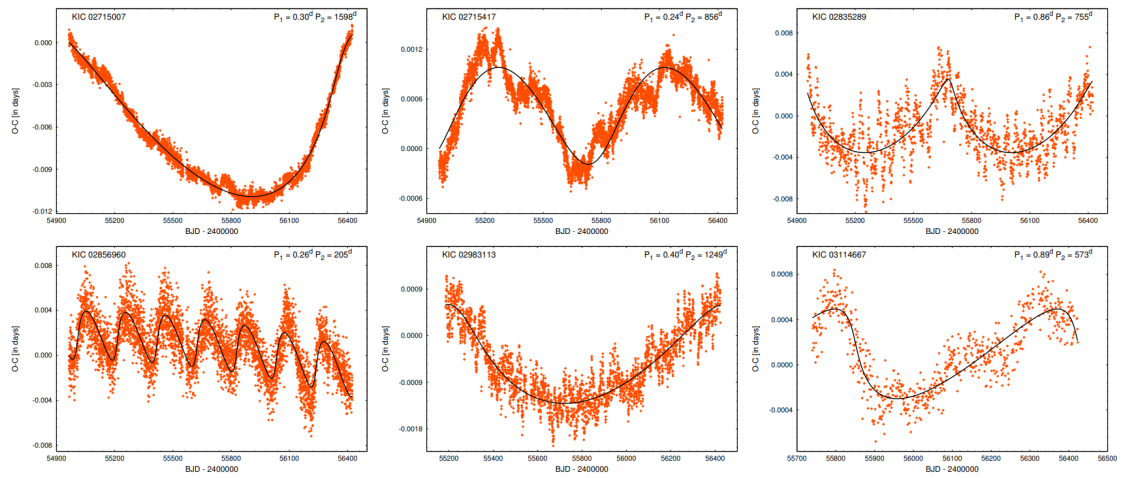 KIC 02715007 P₁ = 0.30ᵈ P₂ = 1598ᵈ
0.000
-0.003
-0.006
-0.009
-0.012
O-C [in days]
54900 55200 55500 55800 56100 56400
BJD - 2400000
KIC 02715417 P₁ = 0.24ᵈ P₂ = 856ᵈ
0.0012
0.0006
0.0000
-0.0006
O-C [in days]
54900 55200 55500 55800 56100 56400
BJD - 2400000
KIC 02835289 P₁ = 0.86ᵈ P₂ = 755ᵈ
0.008
0.004
0.000
-0.004
-0.008
O-C [in days]
54900 55200 55500 55800 56100 56400
BJD - 2400000
KIC 02856960 P₁ = 0.26ᵈ P₂ = 205ᵈ
0.008
0.004
0.000
-0.004
-0.008
O-C [in days]
54900 55200 55500 55800 56100 56400
BJD - 2400000
KIC 02983113 P₁ = 0.40ᵈ P₂ = 1249ᵈ
0.0009
0.0000
-0.0009
-0.0018
O-C [in days]
55200 55400 55600 55800 56000 56200 56400
BJD - 2400000
KIC 03114667 P₁ = 0.89ᵈ P₂ = 573ᵈ
0.0008
0.0004
0.0000
-0.0004
O-C [in days]
55700 55800 55900 56000 56100 56200 56300 56400 56500
BJD - 2400000